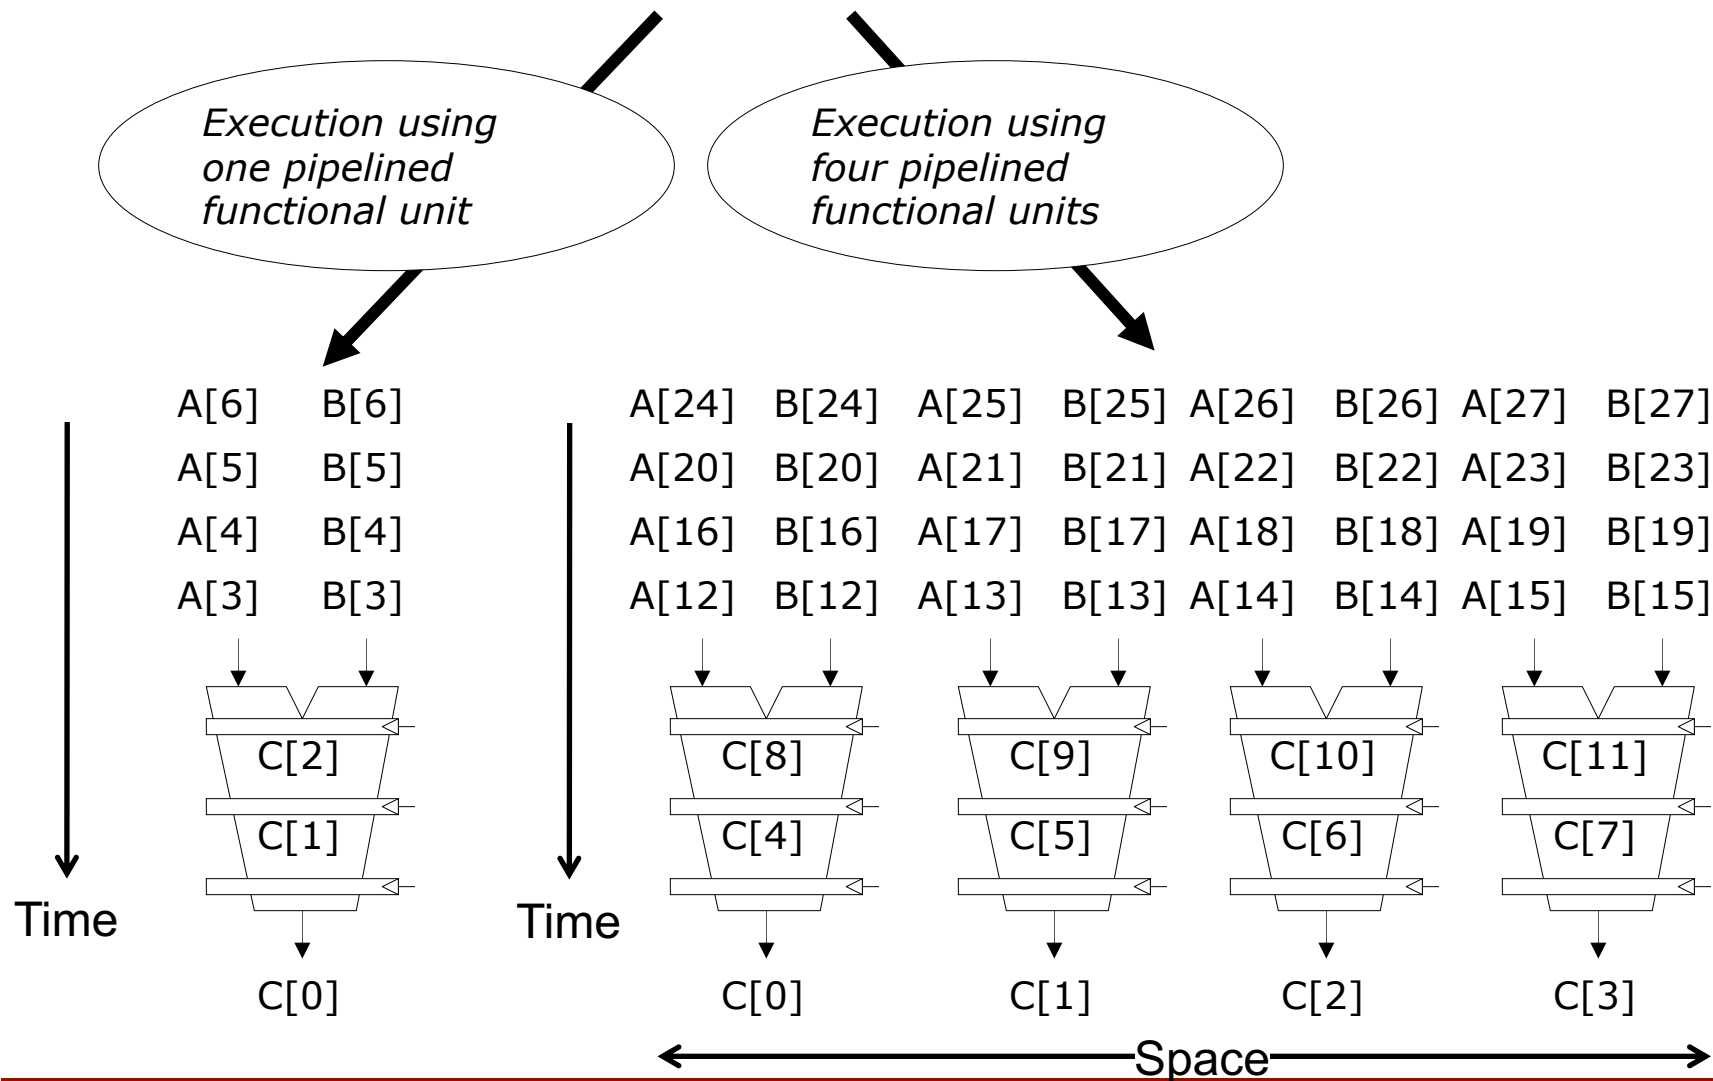 Execution using
one pipelined
functional unit
Execution using
four pipelined
functional units
A[6] B[6]
A[5] B[5]
A[4] B[4]
A[3] B[3]
C[2]
C[1]
C[0]
Time
A[24] B[24] A[25] B[25] A[26] B[26] A[27] B[27]
A[20] B[20] A[21] B[21] A[22] B[22] A[23] B[23]
A[16] B[16] A[17] B[17] A[18] B[18] A[19] B[19]
A[12] B[12] A[13] B[13] A[14] B[14] A[15] B[15]
C[8] C[9] C[10] C[11]
C[4] C[5] C[6] C[7]
Time
C[0] C[1] C[2] C[3]
Space